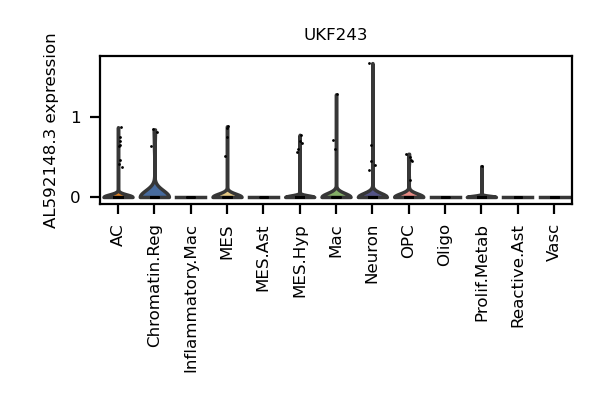 UKF243
AL592148.3 expression
1
0
AC
Chromatin.Reg
Inflammatory.Mac
MES
MES.Ast
MES.Hyp
Mac
Neuron
OPC
Oligo
Prolif.Metab
Reactive.Ast
Vasc